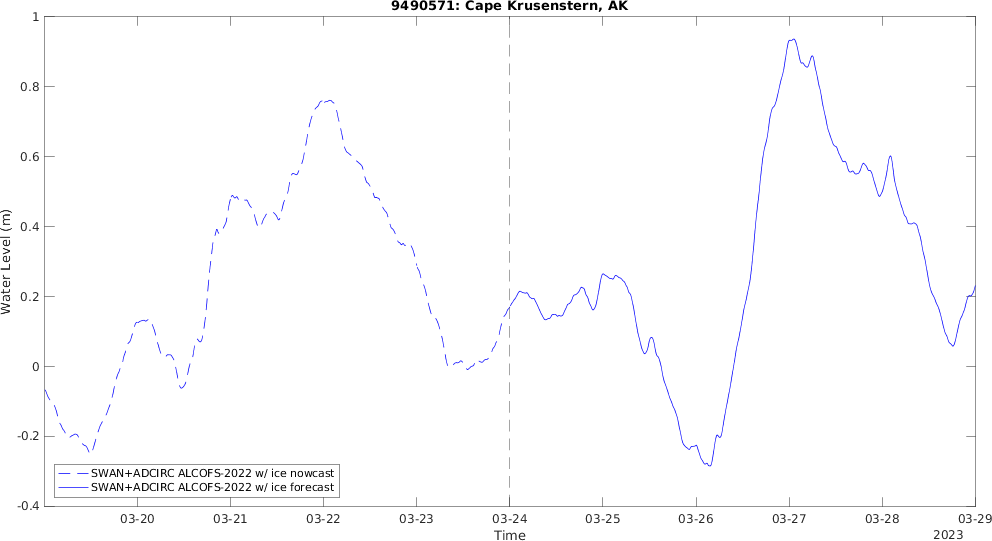 9490571: Cape Krusenstern, AK
1
0.8
0.6
0.4
0.2
0
-0.2
-0.4
Water Level (m)
SWAN+ADCIRC ALCOFS-2022 w/ ice nowcast
SWAN+ADCIRC ALCOFS-2022 w/ ice forecast
03-20 03-21 03-22 03-23 03-24 03-25 03-26 03-27 03-28 03-29
Time
2023